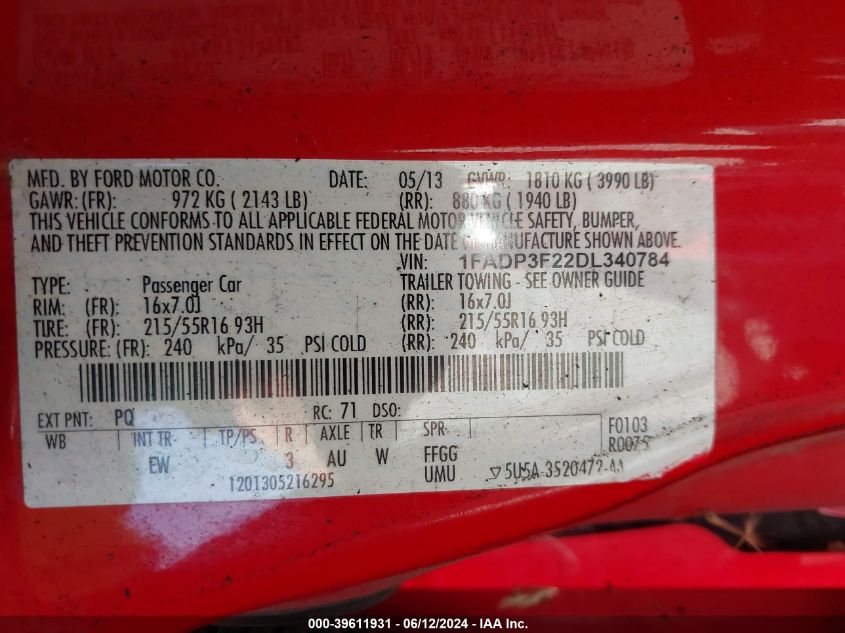 MFD. BY FORD MOTOR CO. DATE: 05/13 GVWR: 1810 KG ( 3990 LB)
GAWR: (FR): 972 KG ( 2143 LB) (RR): 880 KG ( 1940 LB)
THIS VEHICLE CONFORMS TO ALL APPLICABLE FEDERAL MOTOR VEHICLE SAFETY, BUMPER,
AND THEFT PREVENTION STANDARDS IN EFFECT ON THE DATE OF MANUFACTURE SHOWN ABOVE.
VIN: 1FADP3F22DL340784
TYPE: Passenger Car TRAILER TOWING - SEE OWNER GUIDE
RIM: (FR): 16x7.0J (RR): 16x7.0J
TIRE: (FR): 215/55R16 93H (RR): 215/55R16 93H
PRESSURE: (FR): 240 kPa/ 35 PSI COLD (RR): 240 kPa/ 35 PSI COLD
EXT PNT: PQ RC: 71 DSO: F0103
WB INT TR TP/PS R AXLE TR SPR R0075
EW 3 AU W FFGG
UMU
1201305216295 ▽5U5A-3520472-AA
000-39611931 - 06/12/2024 - IAA Inc.